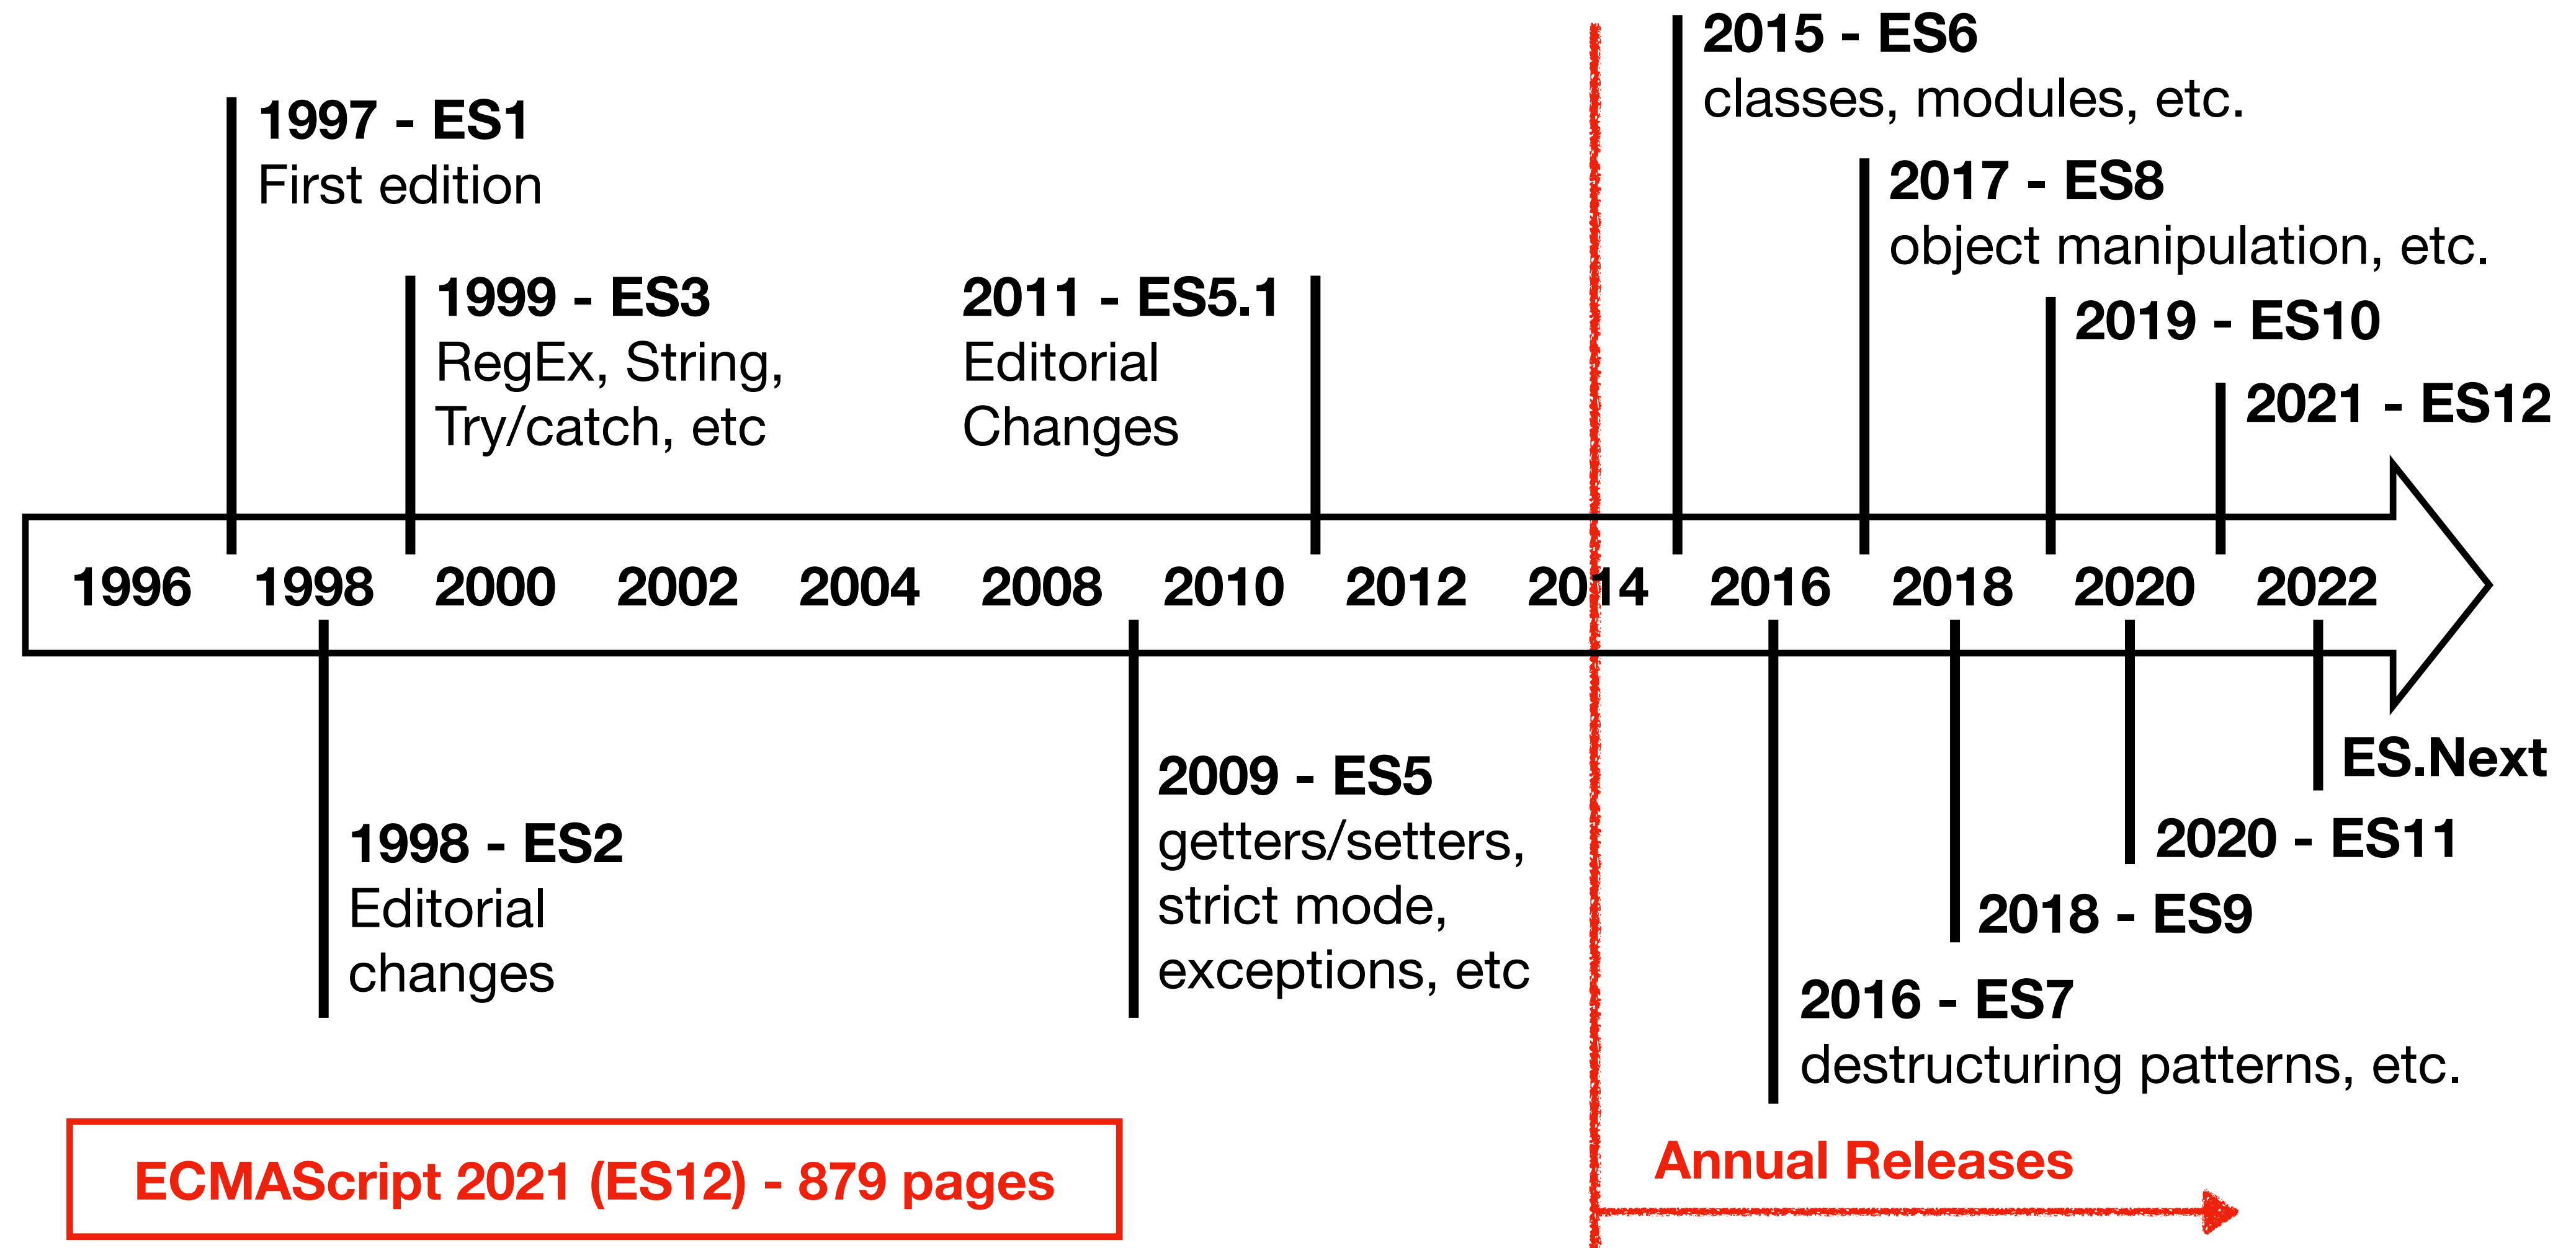 2015 - ES6
classes, modules, etc.
1997 - ES1
First edition
2017 - ES8
object manipulation, etc.
1999 - ES3
RegEx, String,
Try/catch, etc
2011 - ES5.1
Editorial
Changes
2019 - ES10
2021 - ES12
1996 1998 2000 2002 2004 2008 2010 2012 2014 2016 2018 2020 2022
ES.Next
2009 - ES5
getters/setters,
strict mode,
exceptions, etc
1998 - ES2
Editorial
changes
2020 - ES11
2018 - ES9
2016 - ES7
destructuring patterns, etc.
Annual Releases
ECMAScript 2021 (ES12) - 879 pages